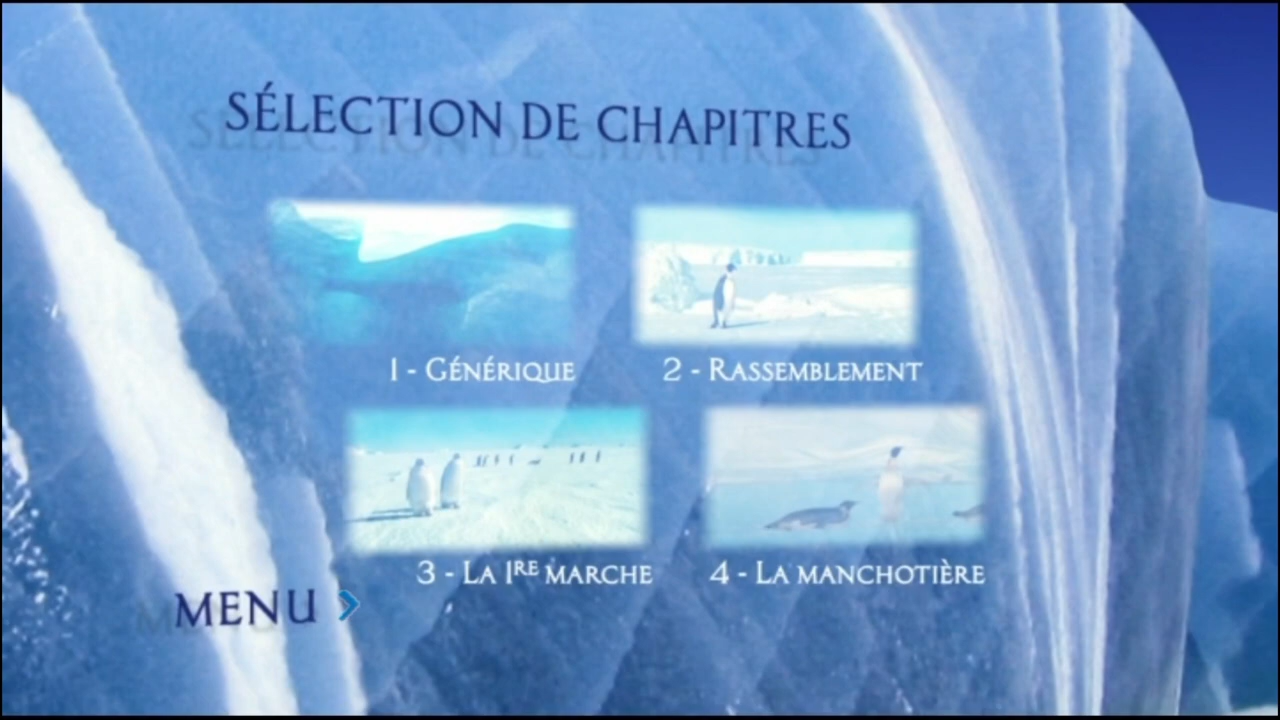 SÉLECTION DE CHAPITRES
1 - GÉNÉRIQUE
2 - RASSEMBLEMENT
3 - LA 1RE MARCHE
4 - LA MANCHOTIÈRE
MENU >